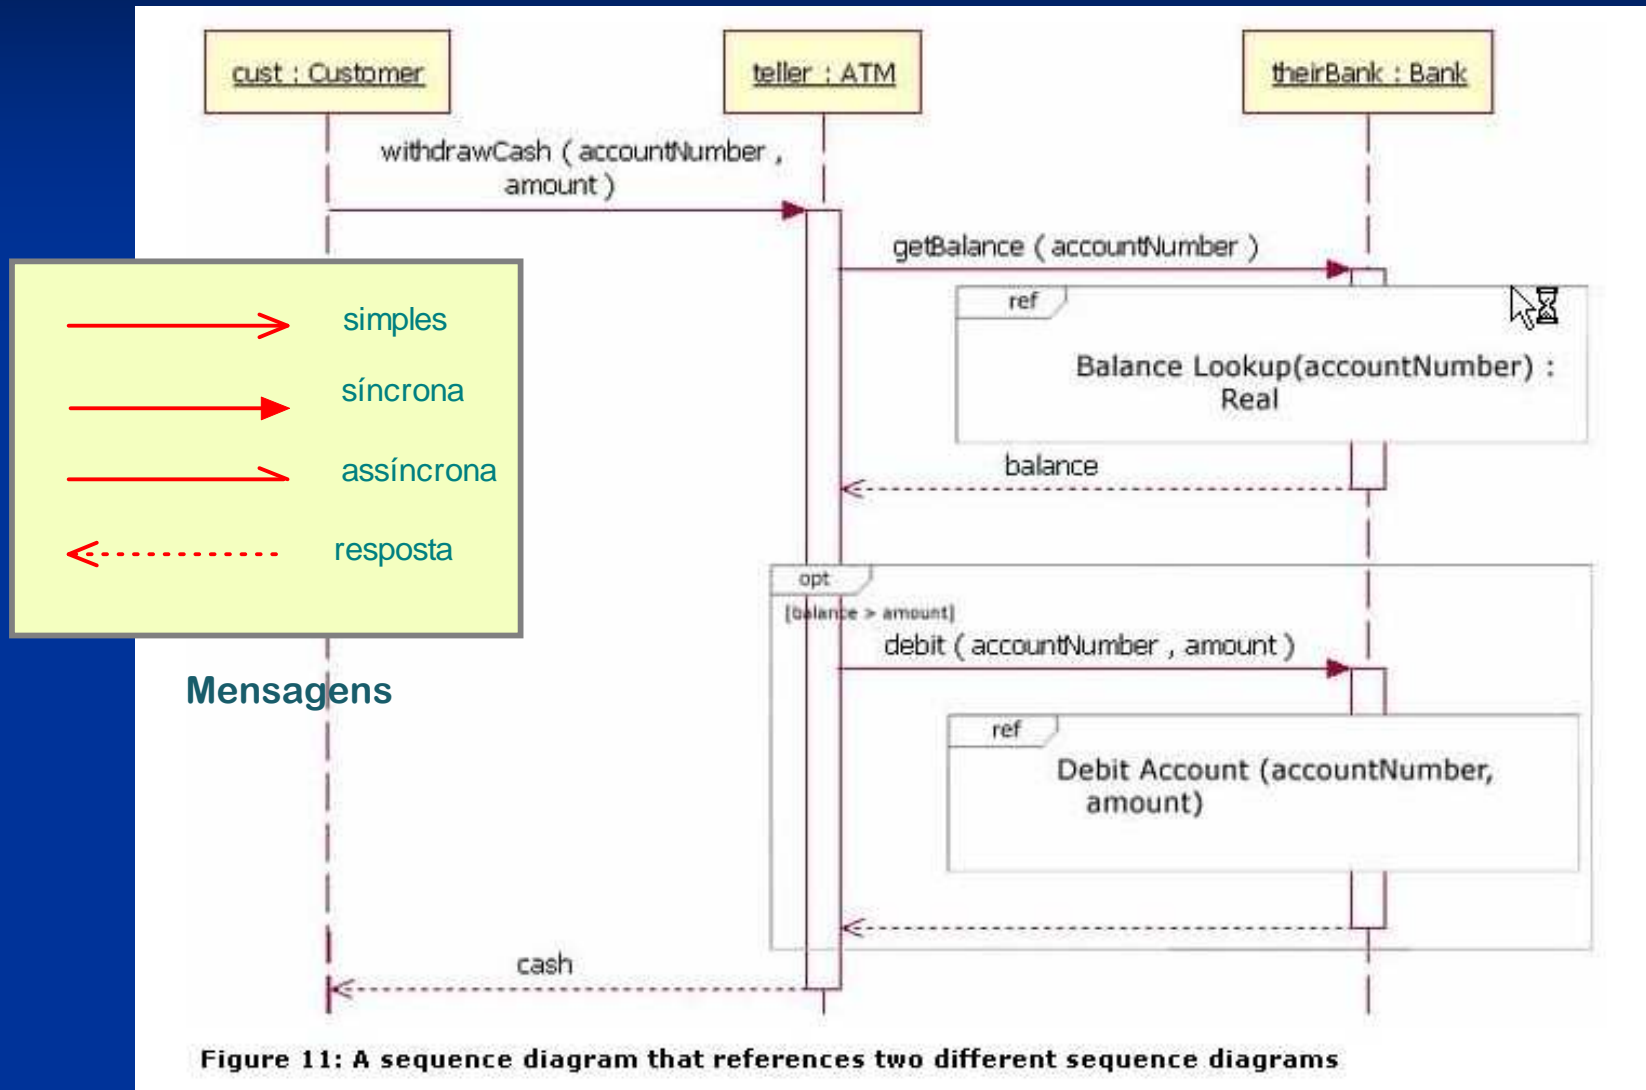 cust : Customer
teller : ATM
theirBank : Bank
withdrawCash ( accountNumber ,
amount )
getBalance ( accountNumber )
ref
Balance Lookup(accountNumber) :
Real
balance
simples
síncrona
assíncrona
resposta
Mensagens
opt
[balance > amount]
debit ( accountNumber , amount )
ref
Debit Account (accountNumber,
amount)
cash
Figure 11: A sequence diagram that references two different sequence diagrams